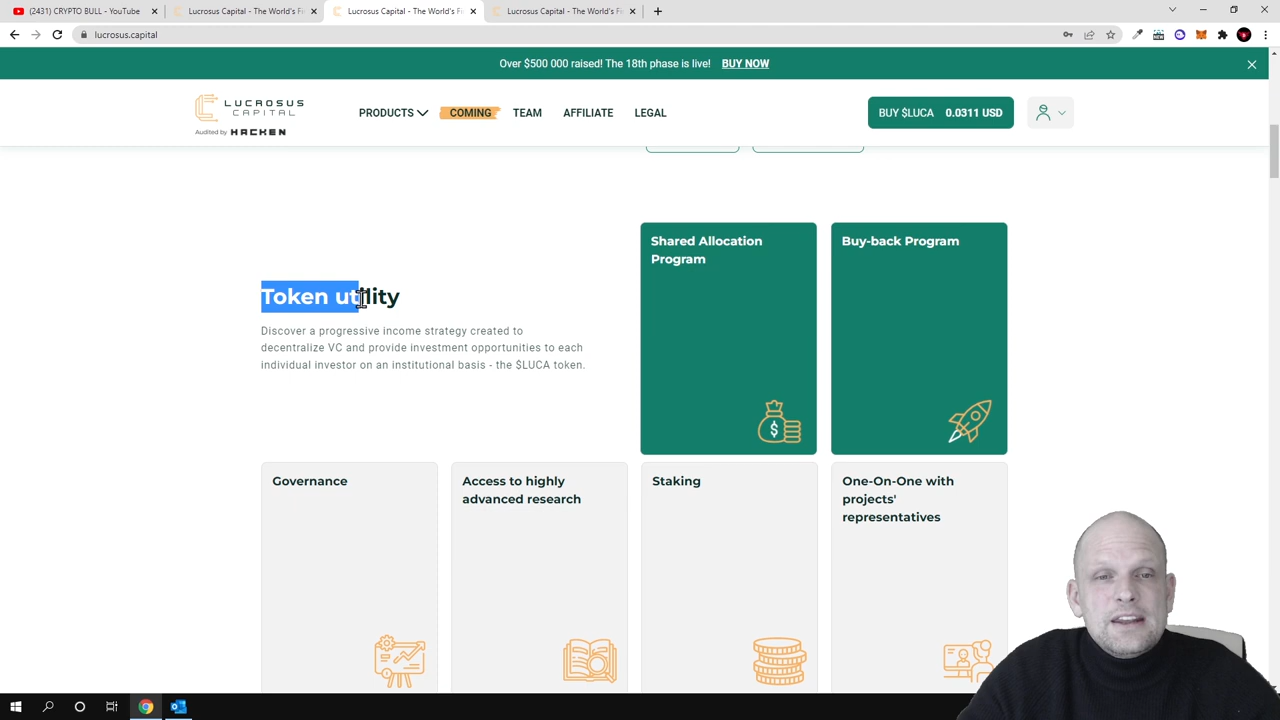 (2431) CRYPTO BULL - YouTube
Lucrosus Capital - The World's Fi
Lucrosus Capital - The World's Fi
Lucrosus Capital - The World's Fi
lucrosus.capital
Over $500 000 raised! The 18th phase is live! BUY NOW
LUCROSUS
CAPITAL
Audited by HACKEN
PRODUCTS
COMING
TEAM
AFFILIATE
LEGAL
BUY $LUCA 0.0311 USD
Token utility
Discover a progressive income strategy created to
decentralize VC and provide investment opportunities to each
individual investor on an institutional basis - the $LUCA token.
Shared Allocation
Program
Buy-back Program
Governance
Access to highly
advanced research
Staking
One-On-One with
projects'
representatives